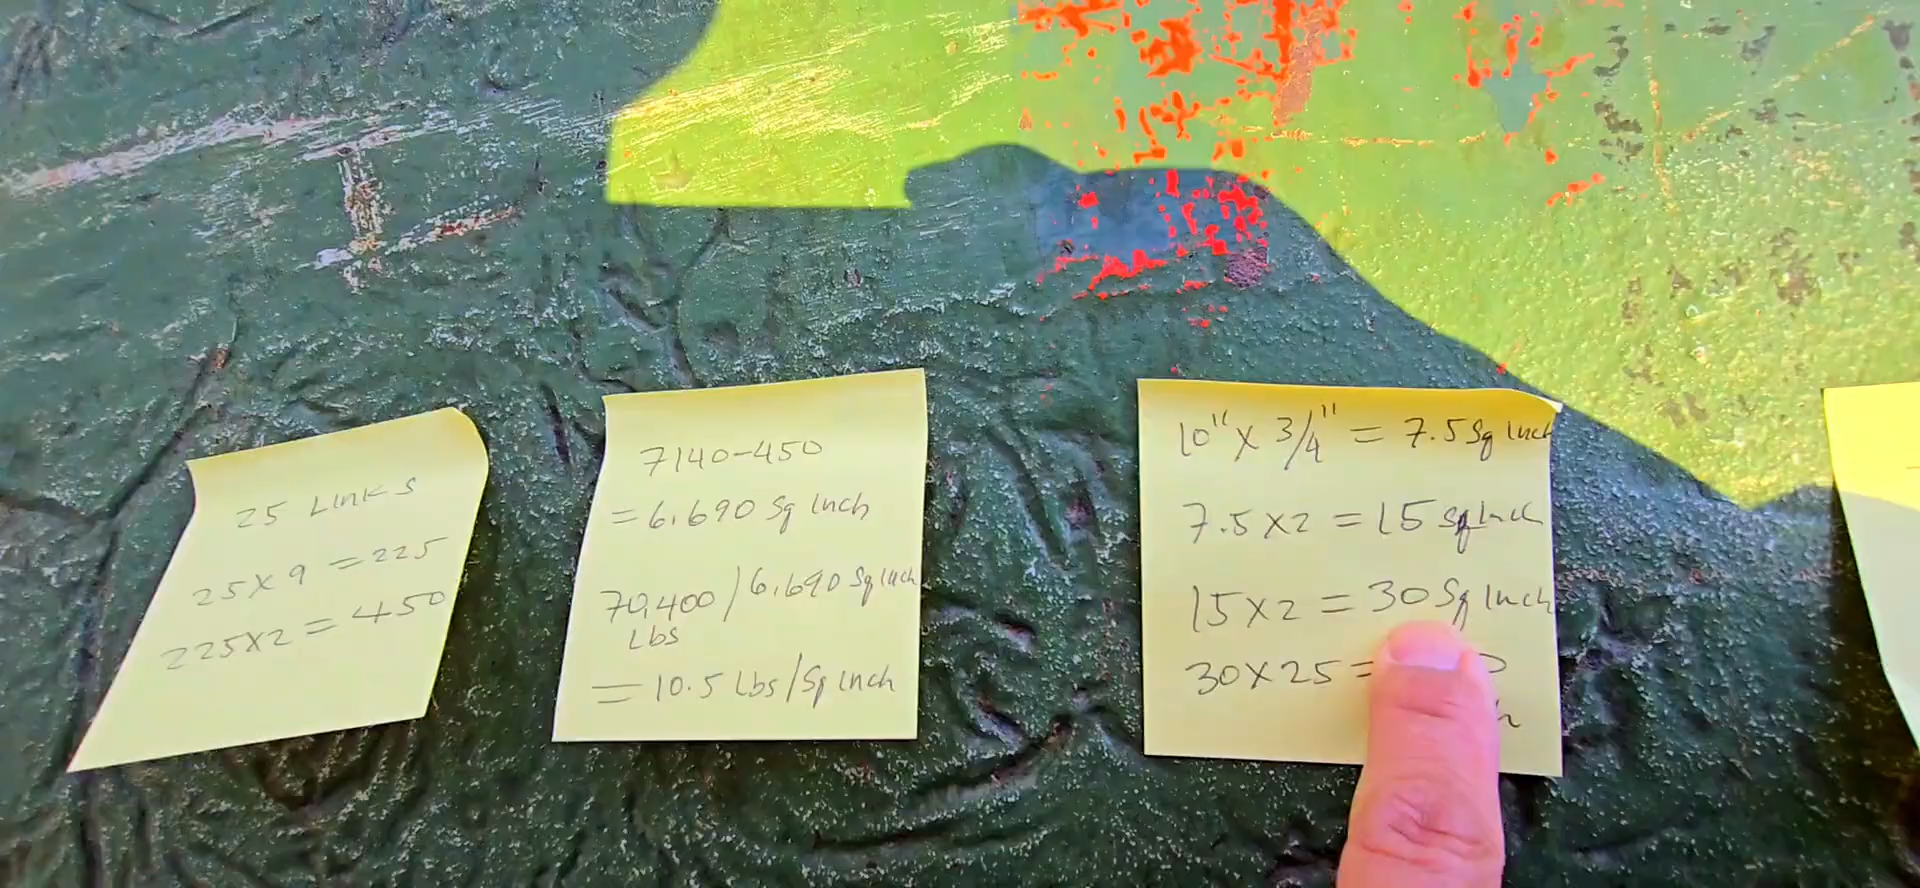 25 Links
25 X 9 = 225
225X2 = 450
7140-450
= 6,690 Sq Inch
70,400 / 6,690 Sq Inch
Lbs
= 10.5 Lbs/Sq Inch
10" X 3/4" = 7.5 Sq Inch
7.5 X 2 = 15 Sq Inch
15 X 2 = 30 Sq Inch
30 X 25 =